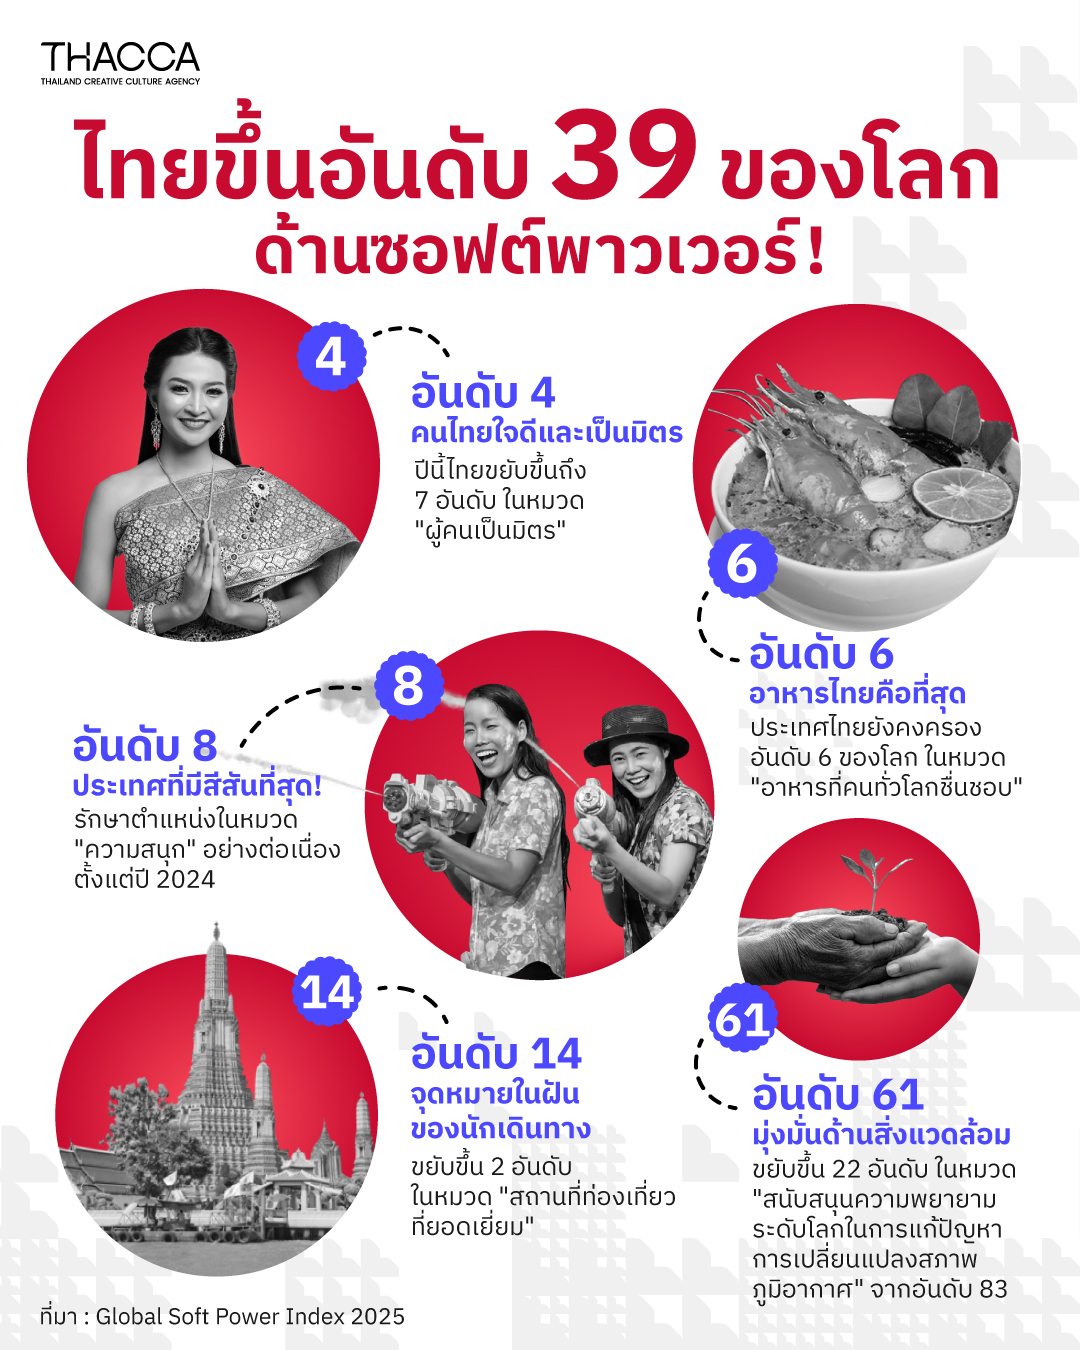 THACCA
THAILAND CREATIVE CULTURE AGENCY
ไทยขึ้นอันดับ 39 ของโลก
ด้านซอฟต์พาวเวอร์!
4
อันดับ 4
คนไทยใจดีและเป็นมิตร
ปีนี้ไทยขยับขึ้นถึง
7 อันดับ ในหมวด
"ผู้คนเป็นมิตร"
6
อันดับ 6
อาหารไทยคือที่สุด
ประเทศไทยยังคงครอง
อันดับ 6 ของโลก ในหมวด
"อาหารที่คนทั่วโลกชื่นชอบ"
8
อันดับ 8
ประเทศที่มีสีสันที่สุด!
รักษาตำแหน่งในหมวด
"ความสนุก" อย่างต่อเนื่อง
ตั้งแต่ปี 2024
14
อันดับ 14
จุดหมายในฝัน
ของนักเดินทาง
ขยับขึ้น 2 อันดับ
ในหมวด "สถานที่ท่องเที่ยว
ที่ยอดเยี่ยม"
61
อันดับ 61
มุ่งมั่นด้านสิ่งแวดล้อม
ขยับขึ้น 22 อันดับ ในหมวด
"สนับสนุนความพยายาม
ระดับโลกในการแก้ปัญหา
การเปลี่ยนแปลงสภาพ
ภูมิอากาศ" จากอันดับ 83
ที่มา : Global Soft Power Index 2025